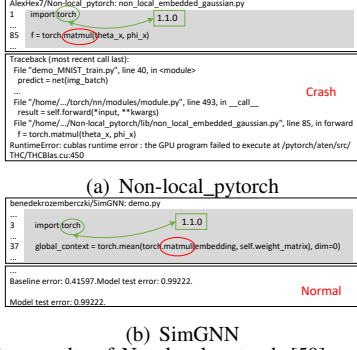 AlexHex7/Non-local_pytorch: non_local_embedded_gaussian.py
1 import torch 1.1.0
...
85 f = torch.matmul(theta_x, phi_x)
Traceback (most recent call last):
File "demo_MNIST_train.py", line 40, in <module>
predict = net(img_batch)
...
File "/home/.../torch/nn/modules/module.py", line 493, in __call__
result = self.forward(*input, **kwargs)
File "/home/.../Non-local_pytorch/lib/non_local_embedded_gaussian.py", line 85, in forward
f = torch.matmul(theta_x, phi_x)
RuntimeError: cublas runtime error : the GPU program failed to execute at /pytorch/aten/src/
THC/THCBlas.cu:450
Crash
(a) Non-local_pytorch
benedekrozemberczki/SimGNN: demo.py
...
3 import torch 1.1.0
...
37 global_context = torch.mean(torch.matmul(embedding, self.weight_matrix), dim=0)
...
Baseline error: 0.41597.Model test error: 0.99222.
Normal
Model test error: 0.99222.
(b) SimGNN